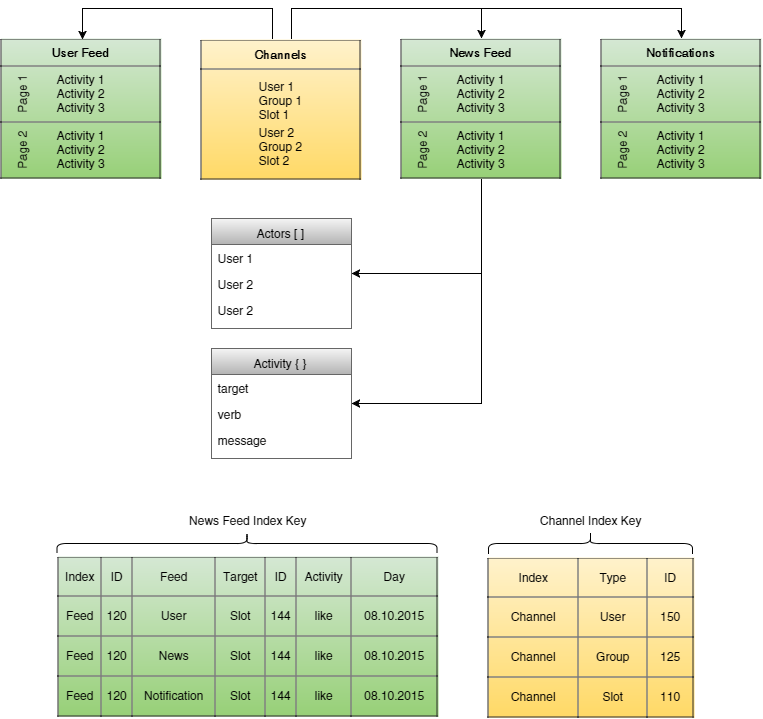 User Feed
Page 1
Activity 1
Activity 2
Activity 3
Page 2
Activity 1
Activity 2
Activity 3
Channels
User 1
Group 1
Slot 1
User 2
Group 2
Slot 2
News Feed
Page 1
Activity 1
Activity 2
Activity 3
Page 2
Activity 1
Activity 2
Activity 3
Notifications
Page 1
Activity 1
Activity 2
Activity 3
Page 2
Activity 1
Activity 2
Activity 3
Actors [ ]
User 1
User 2
User 2
Activity { }
target
verb
message
News Feed Index Key
Index ID Feed Target ID Activity Day
Feed 120 User Slot 144 like 08.10.2015
Feed 120 News Slot 144 like 08.10.2015
Feed 120 Notification Slot 144 like 08.10.2015
Channel Index Key
Index Type ID
Channel User 150
Channel Group 125
Channel Slot 110